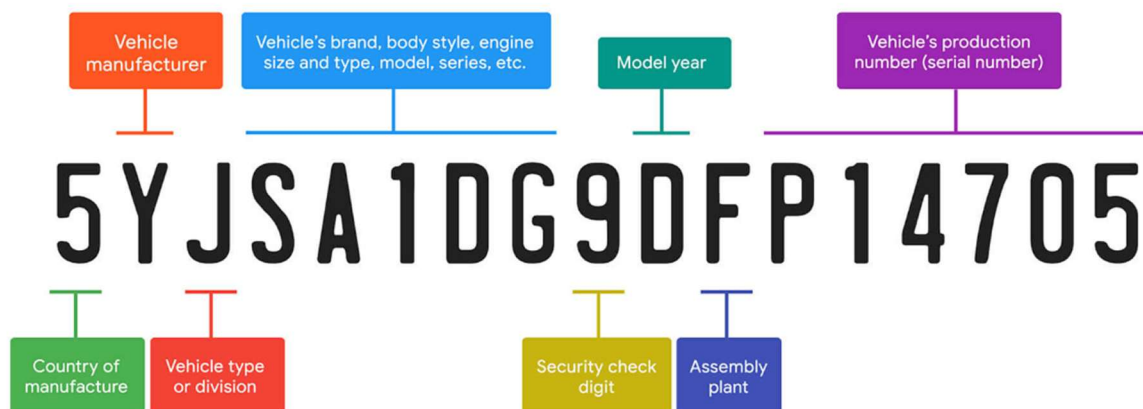 Vehicle
manufacturer
Vehicle's brand, body style, engine
size and type, model, series, etc.
Model year
Vehicle's production
number (serial number)
5YJSA1DG9DFP14705
Country of
manufacture
Vehicle type
or division
Security check
digit
Assembly
plant